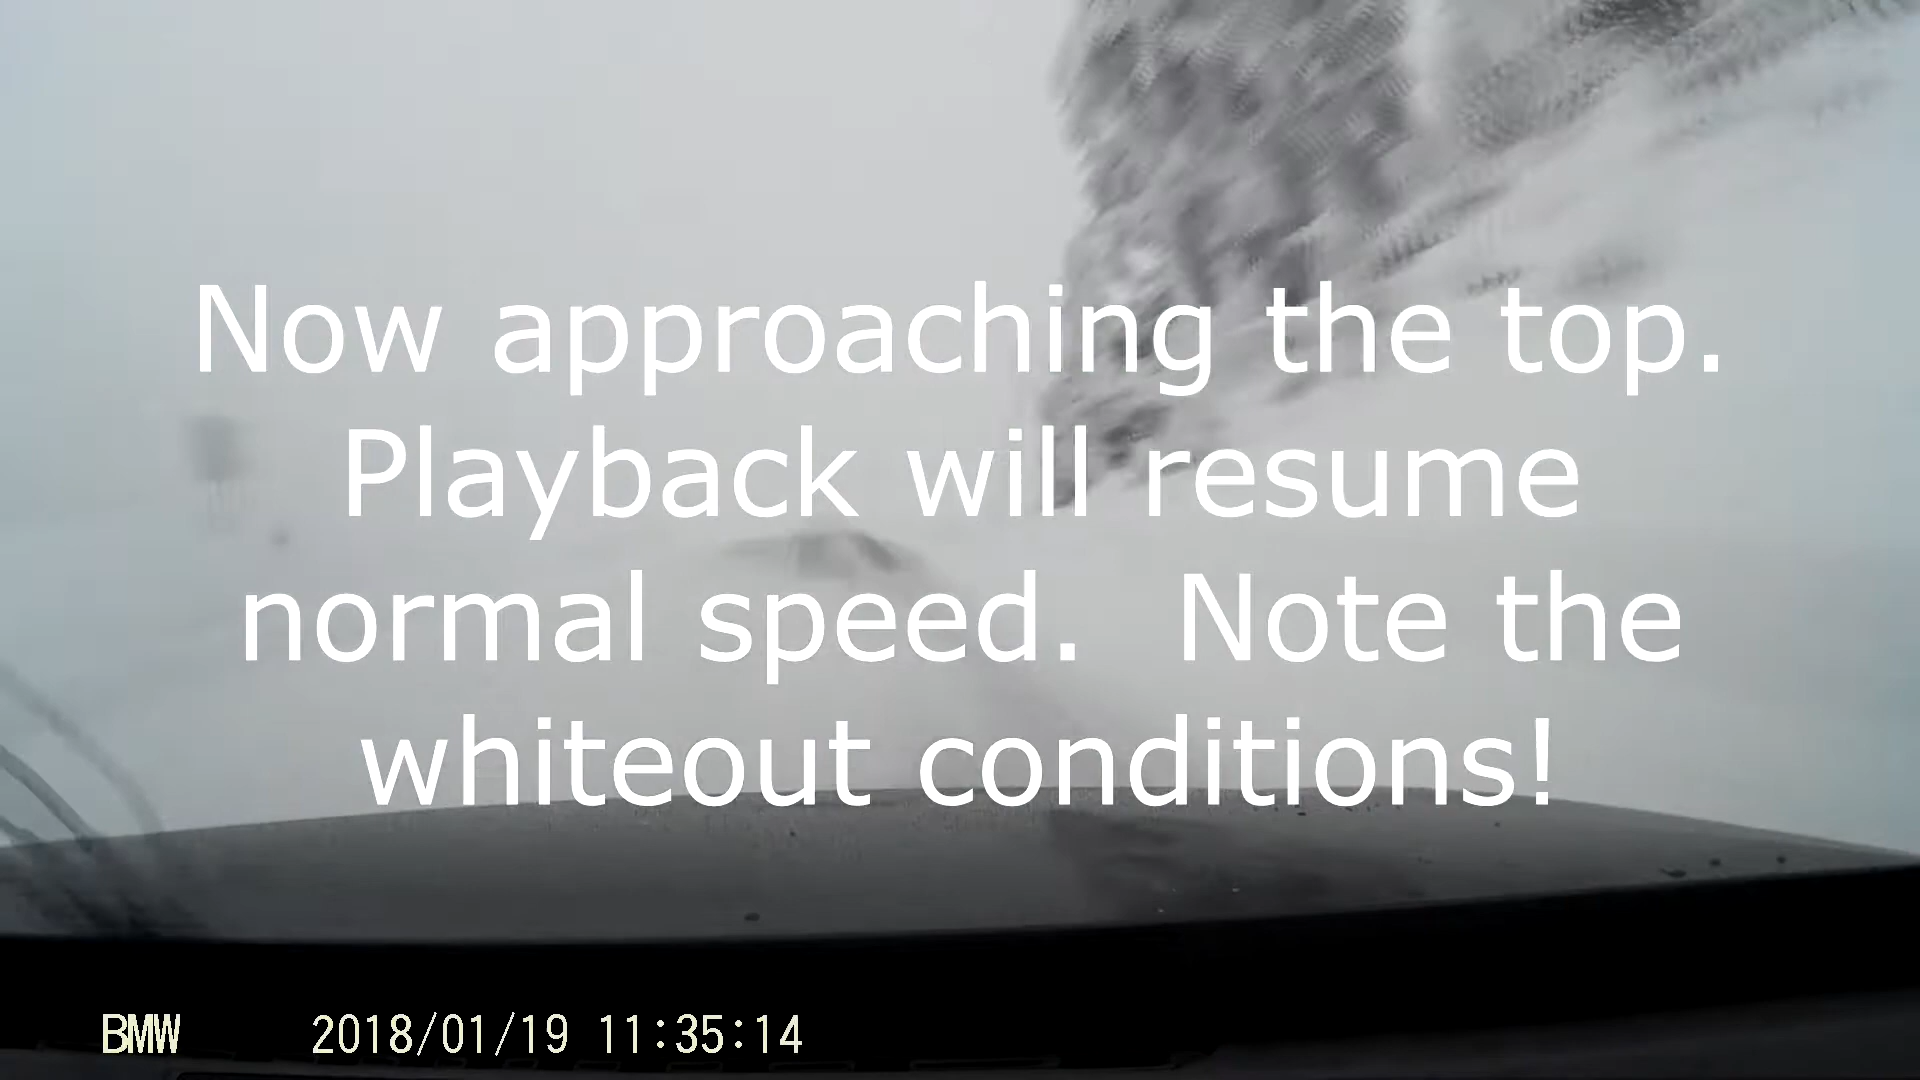 Now approaching the top.
Playback will resume
normal speed.  Note the
whiteout conditions!
BMW 2018/01/19 11:35:14